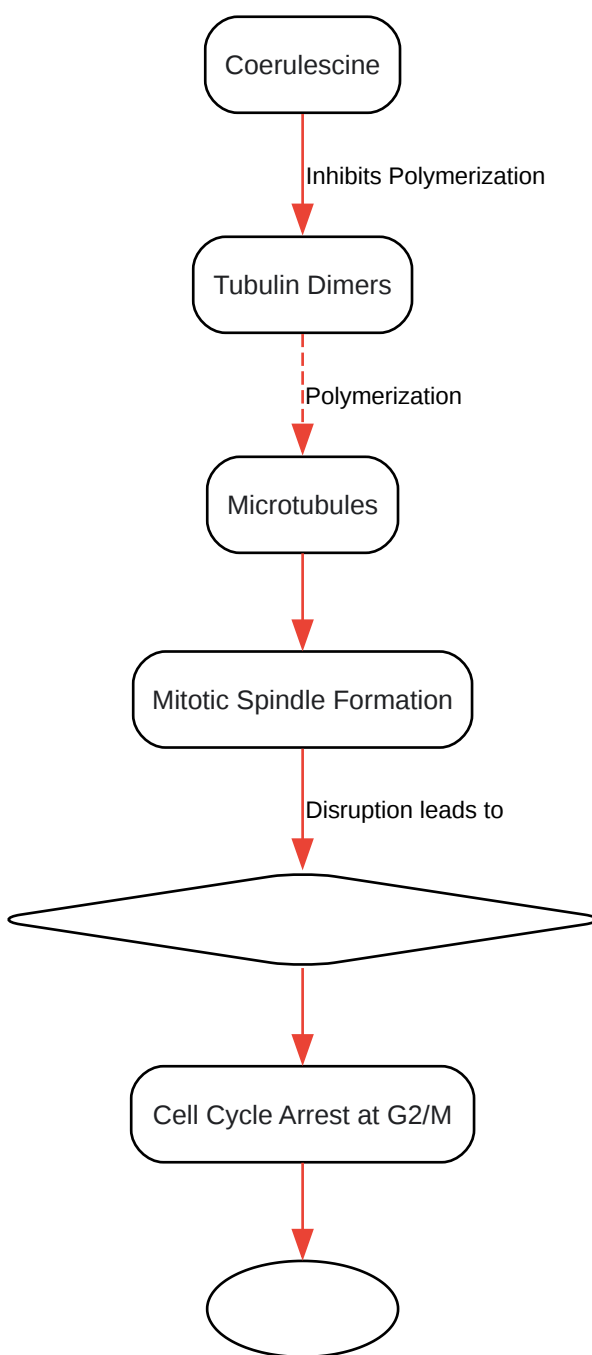 Coerulescine
Inhibits Polymerization
Tubulin Dimers
Polymerization
Microtubules
Mitotic Spindle Formation
Disruption leads to
Cell Cycle Arrest at G2/M